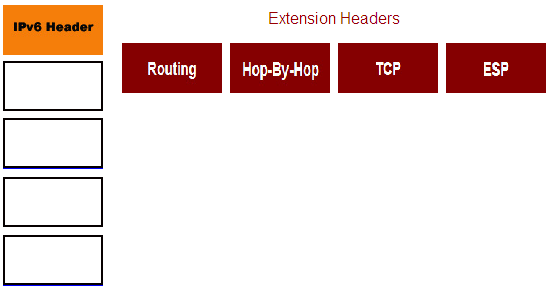 IPv6 Header
Extension Headers
Routing
Hop-By-Hop
TCP
ESP